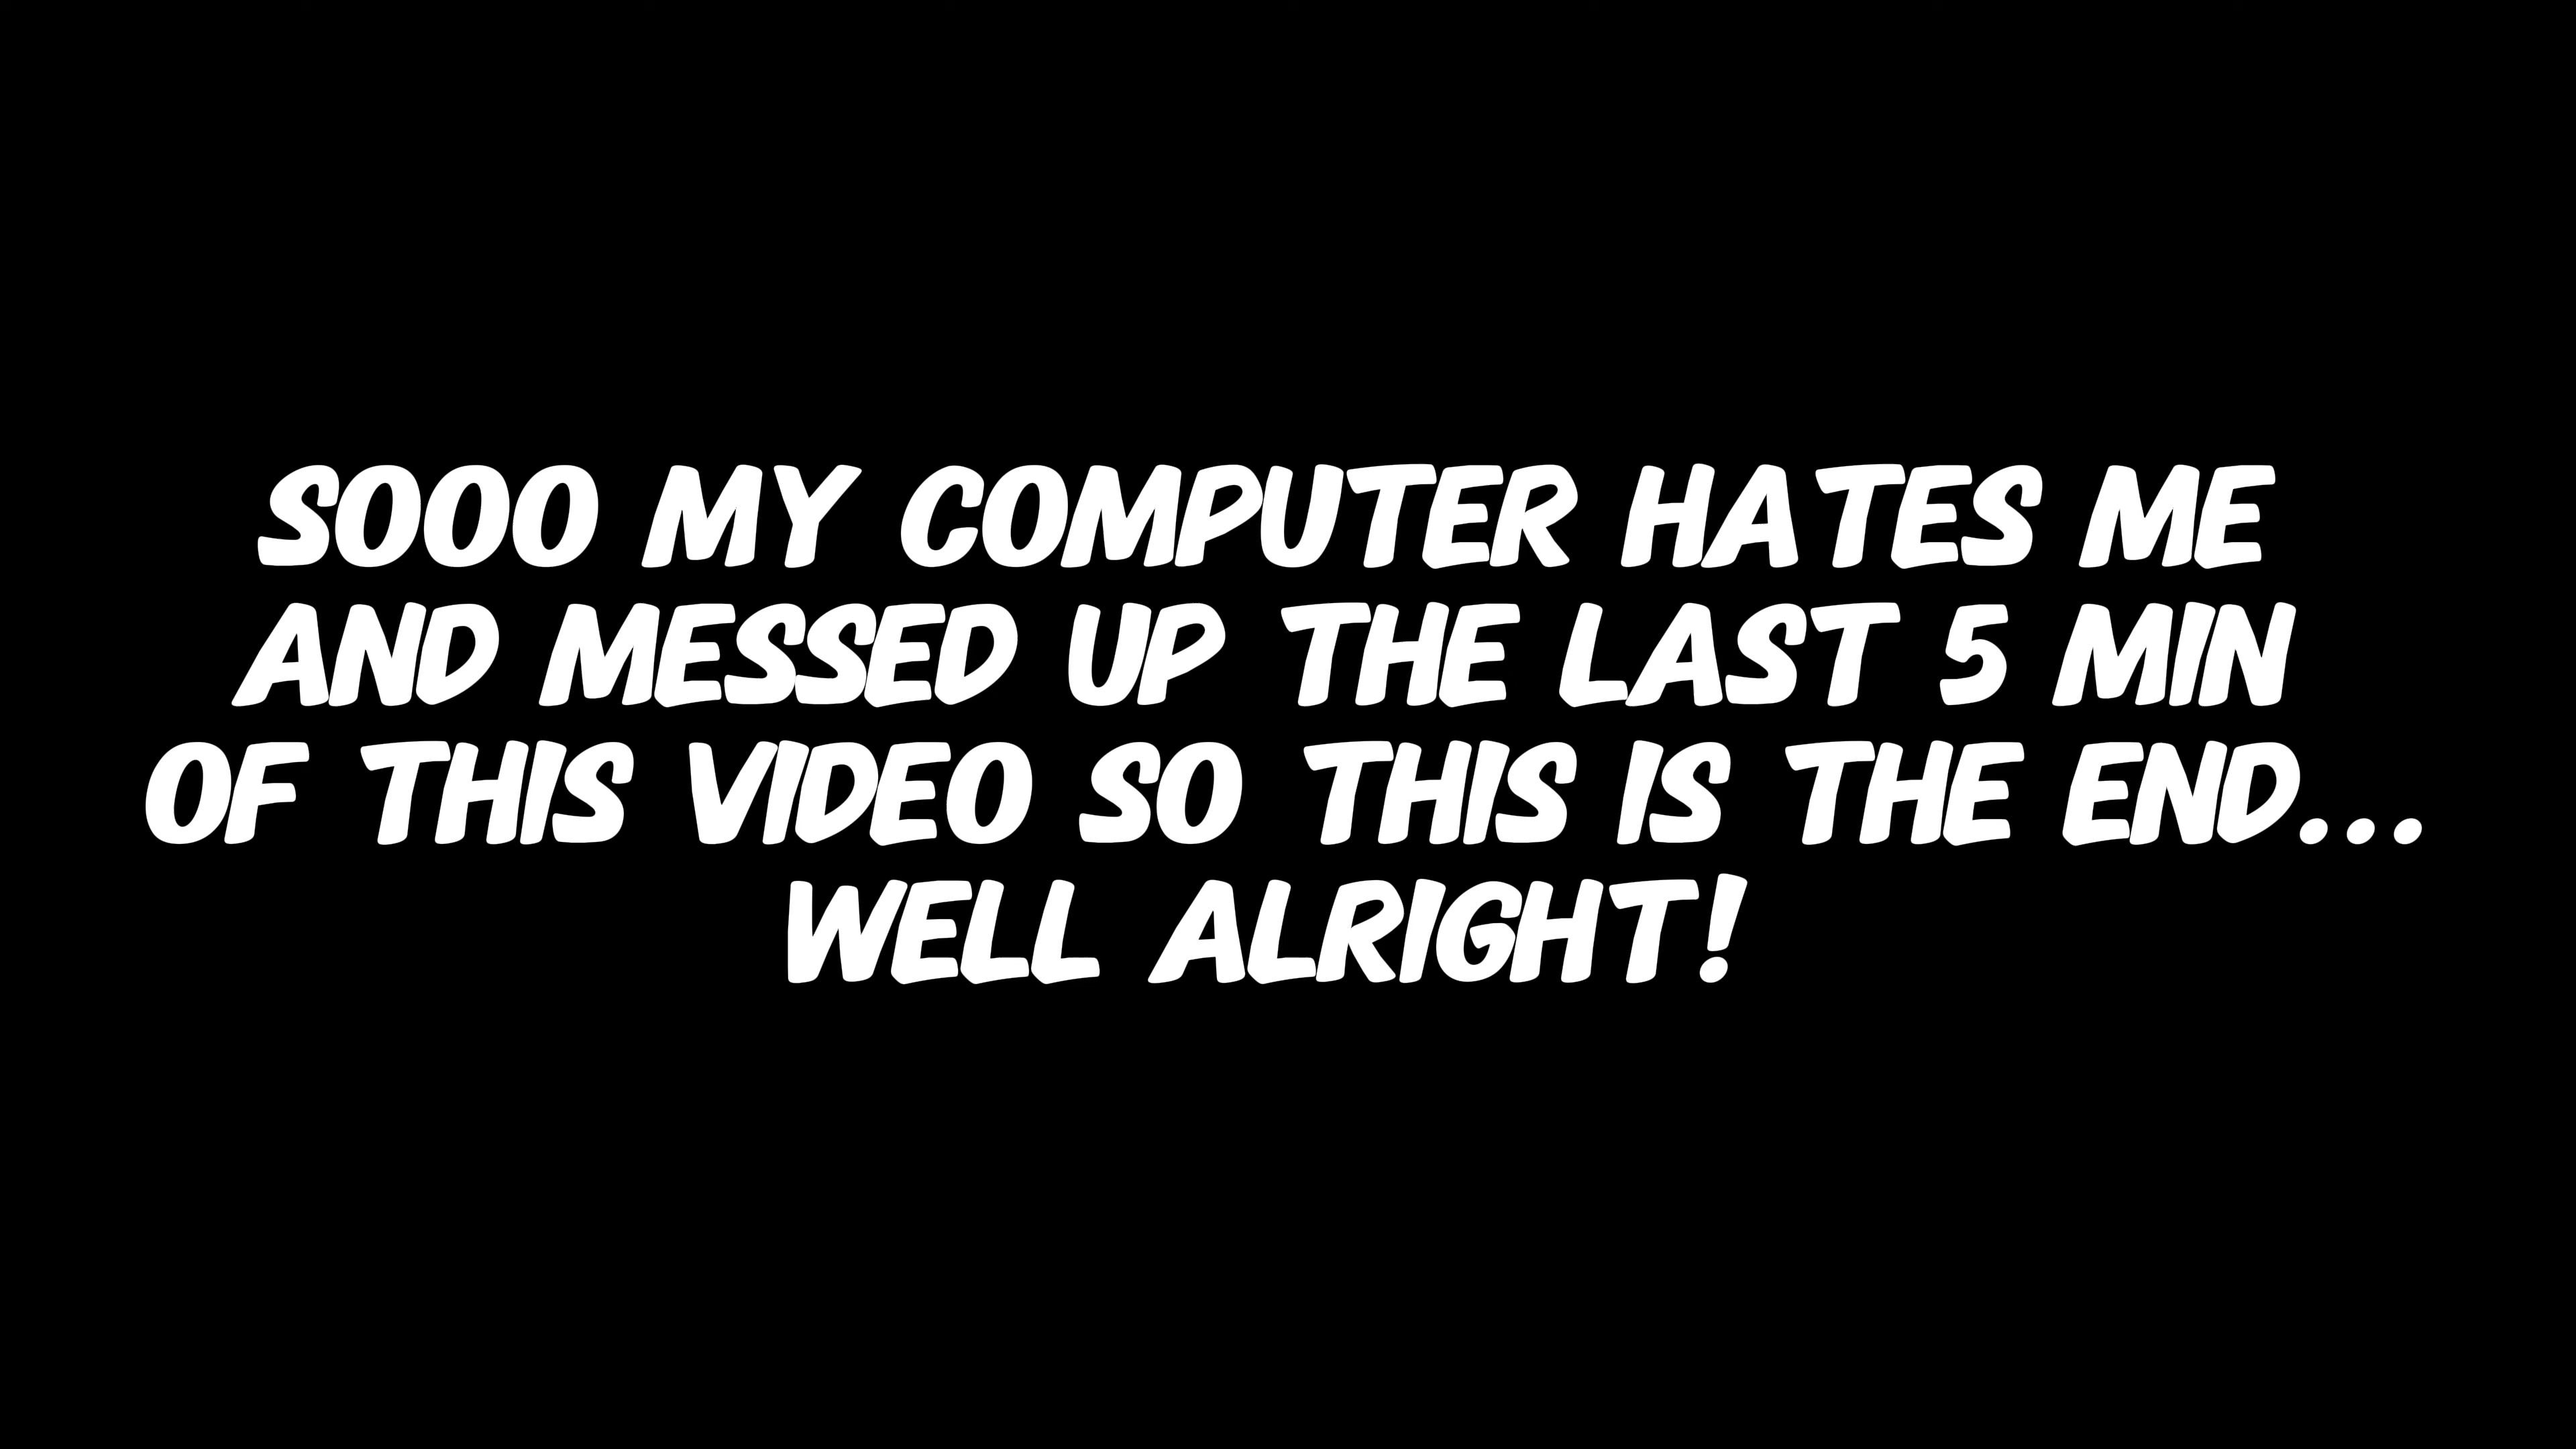 SOOO MY COMPUTER HATES ME
AND MESSED UP THE LAST 5 MIN
OF THIS VIDEO SO THIS IS THE END...
WELL ALRIGHT!